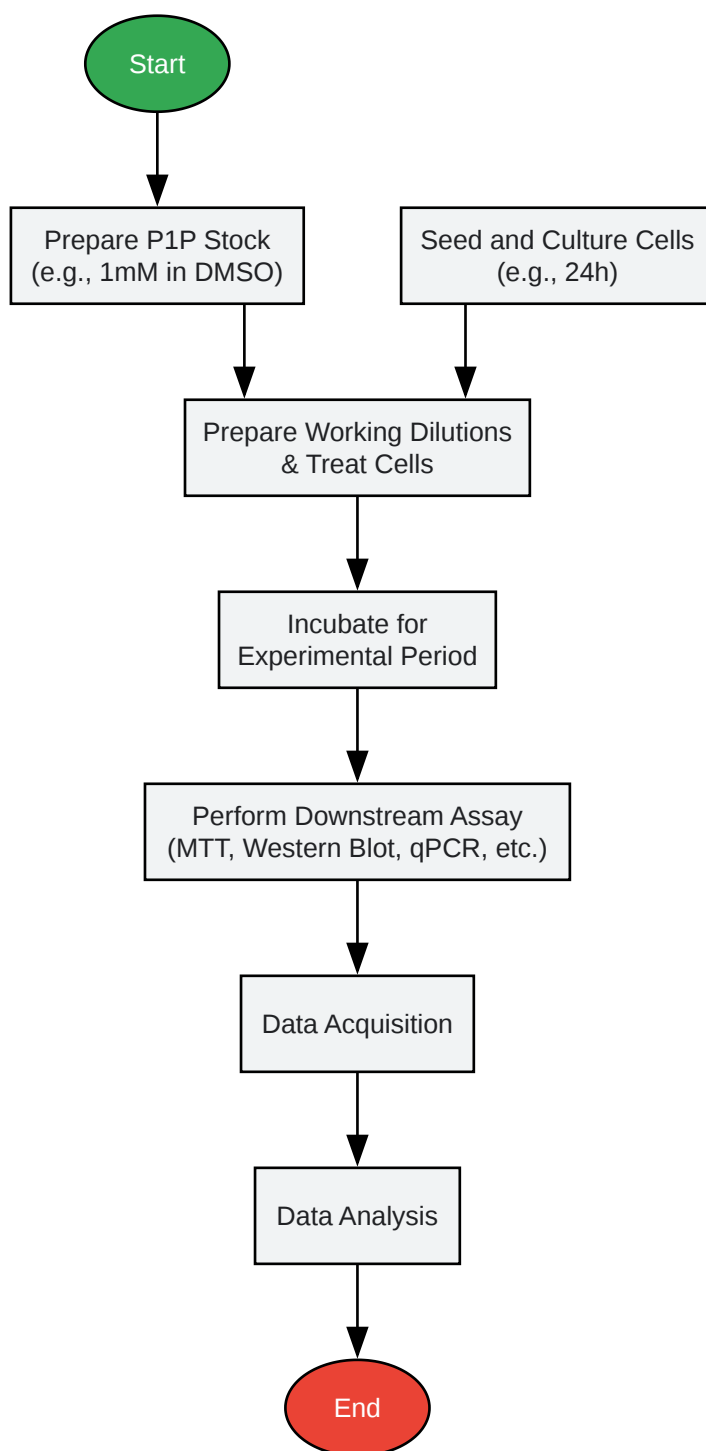 Start
Prepare P1P Stock
(e.g., 1mM in DMSO)
Seed and Culture Cells
(e.g., 24h)
Prepare Working Dilutions
& Treat Cells
Incubate for
Experimental Period
Perform Downstream Assay
(MTT, Western Blot, qPCR, etc.)
Data Acquisition
Data Analysis
End